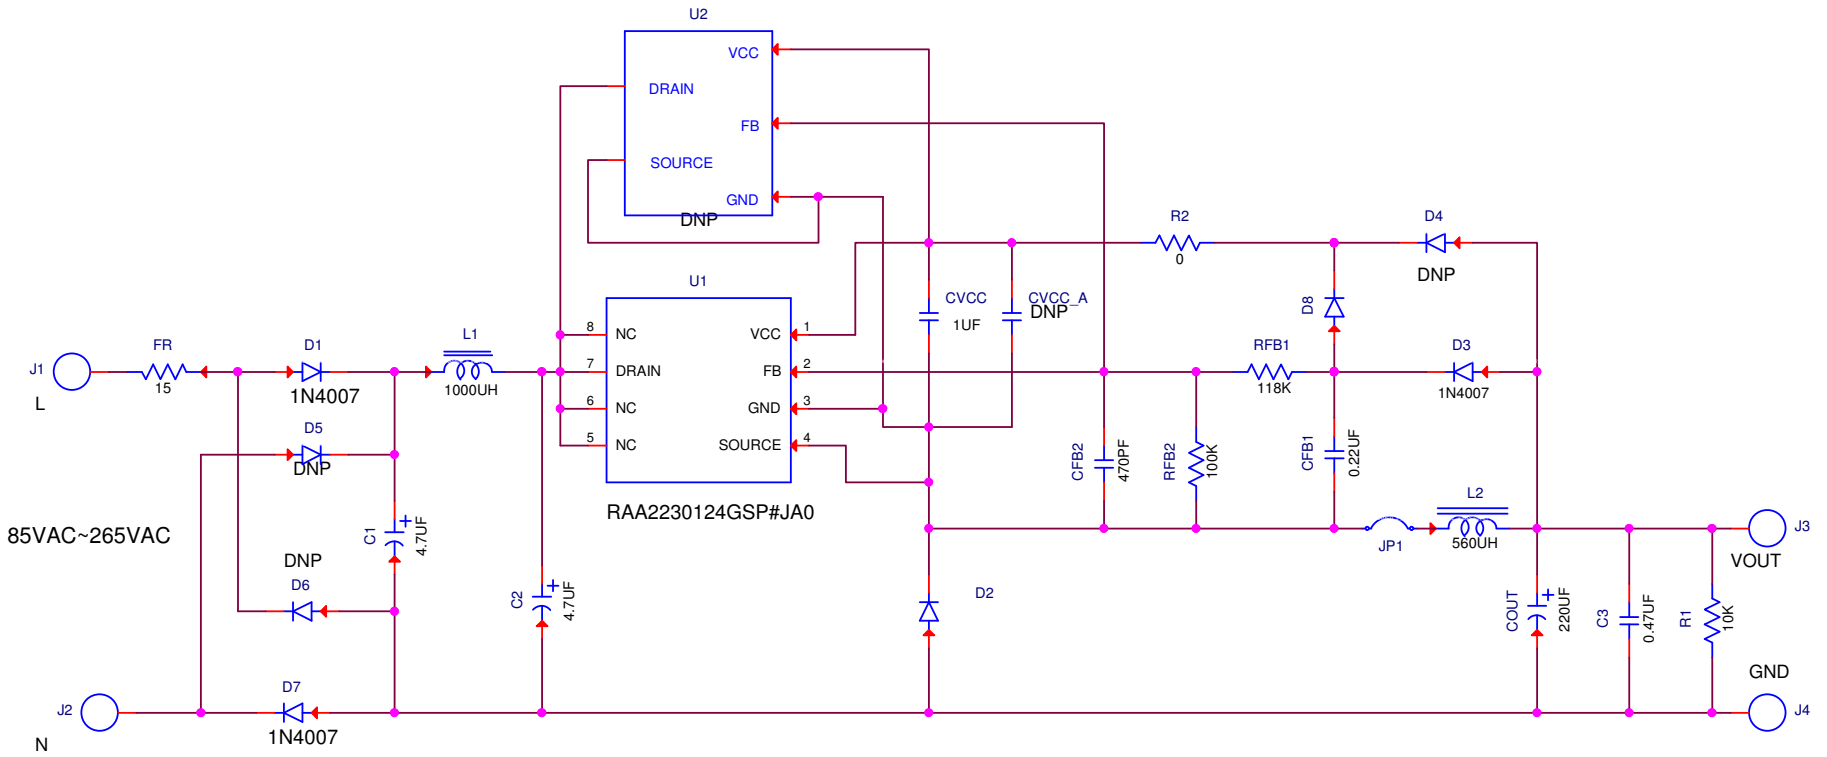 U2
VCC
DRAIN
FB
SOURCE
GND
DNP
R2
0
D4
DNP
U1
CVCC
1UF
CVCC_A
DNP
D8
8
NC
VCC
1
7
DRAIN
FB
2
6
NC
GND
3
5
NC
SOURCE
4
RAA2230124GSP#JA0
J1
L
FR
15
D1
1N4007
L1
1000UH
RFB1
118K
D3
1N4007
D5
DNP
CFB2
470PF
RFB2
100K
CFB1
0.22UF
L2
560UH
JP1
J3
VOUT
85VAC~265VAC
C1
4.7UF
DNP
D6
C2
4.7UF
D2
COUT
220UF
C3
0.47UF
R1
10K
GND
J4
J2
N
D7
1N4007